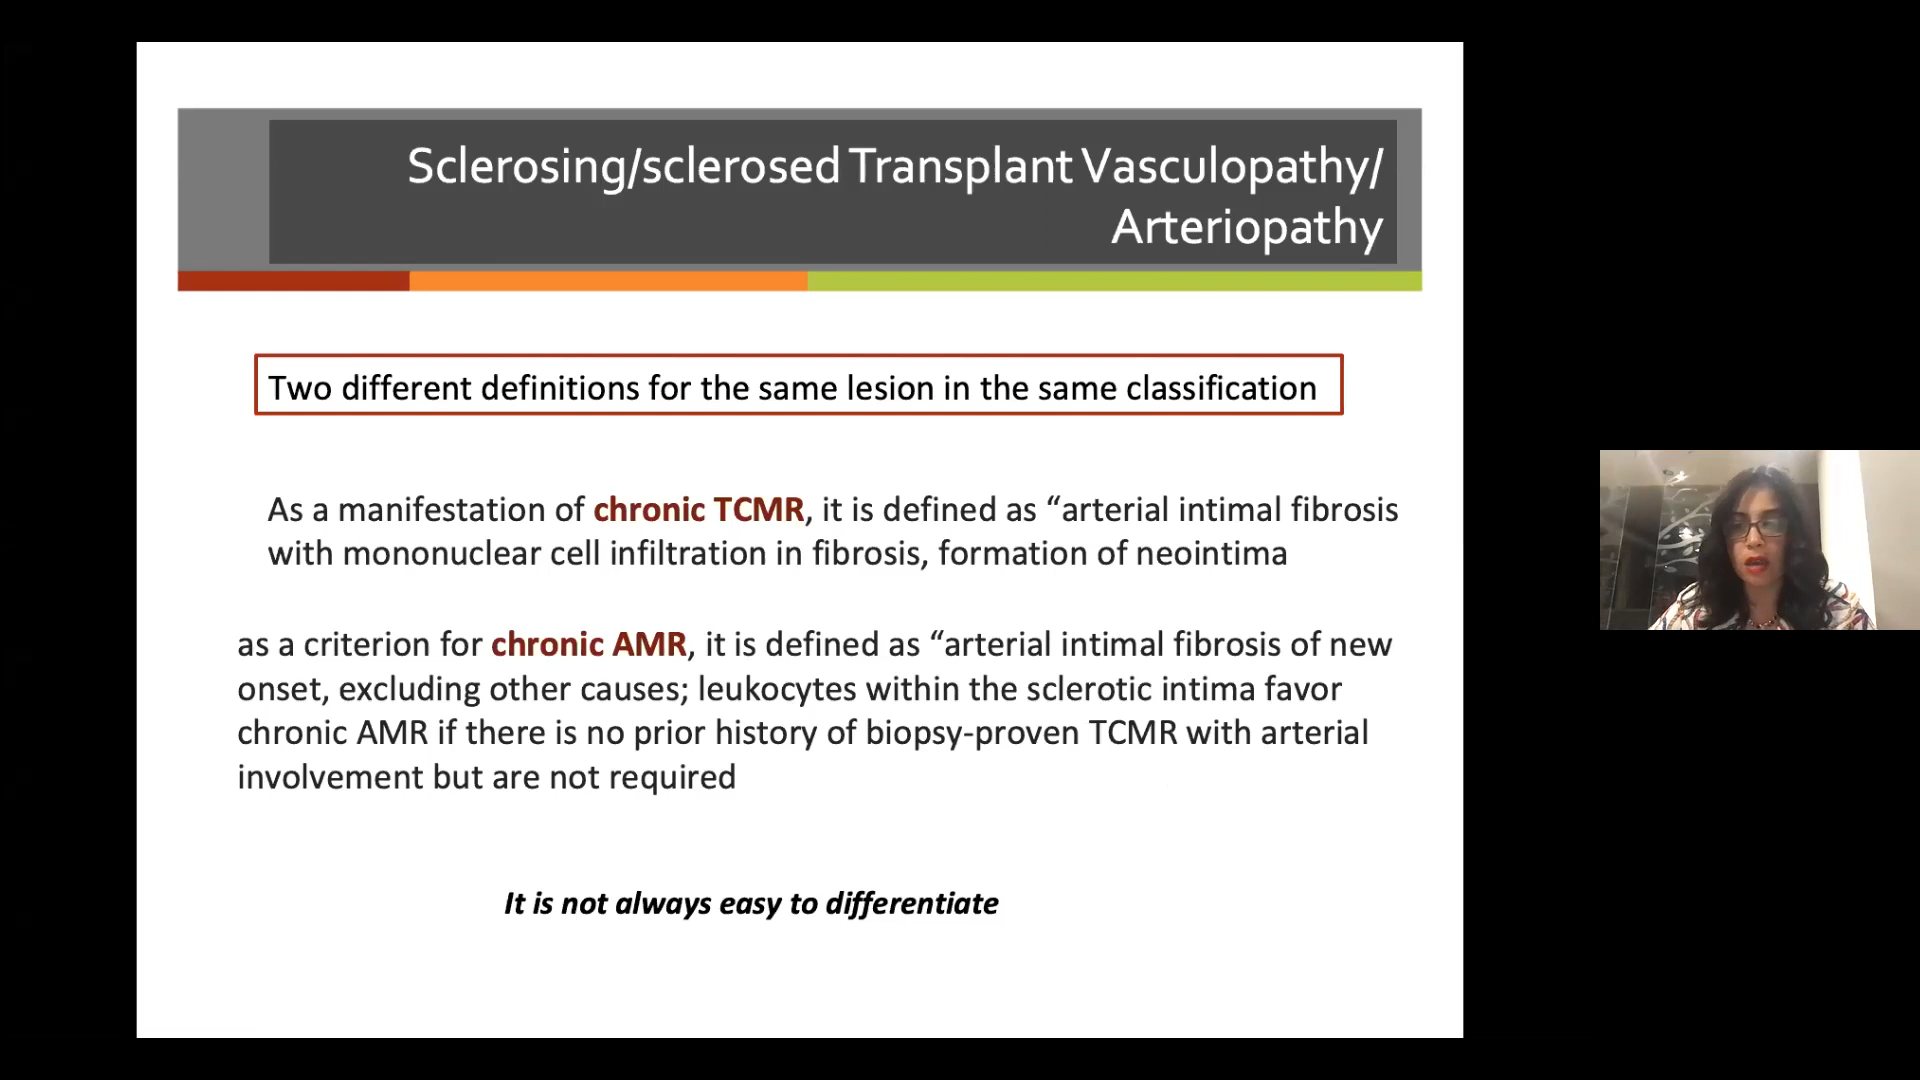 Sclerosing/sclerosed Transplant Vasculopathy/
Arteriopathy
Two different definitions for the same lesion in the same classification
As a manifestation of chronic TCMR, it is defined as “arterial intimal fibrosis
with mononuclear cell infiltration in fibrosis, formation of neointima
as a criterion for chronic AMR, it is defined as “arterial intimal fibrosis of new
onset, excluding other causes; leukocytes within the sclerotic intima favor
chronic AMR if there is no prior history of biopsy-proven TCMR with arterial
involvement but are not required
It is not always easy to differentiate